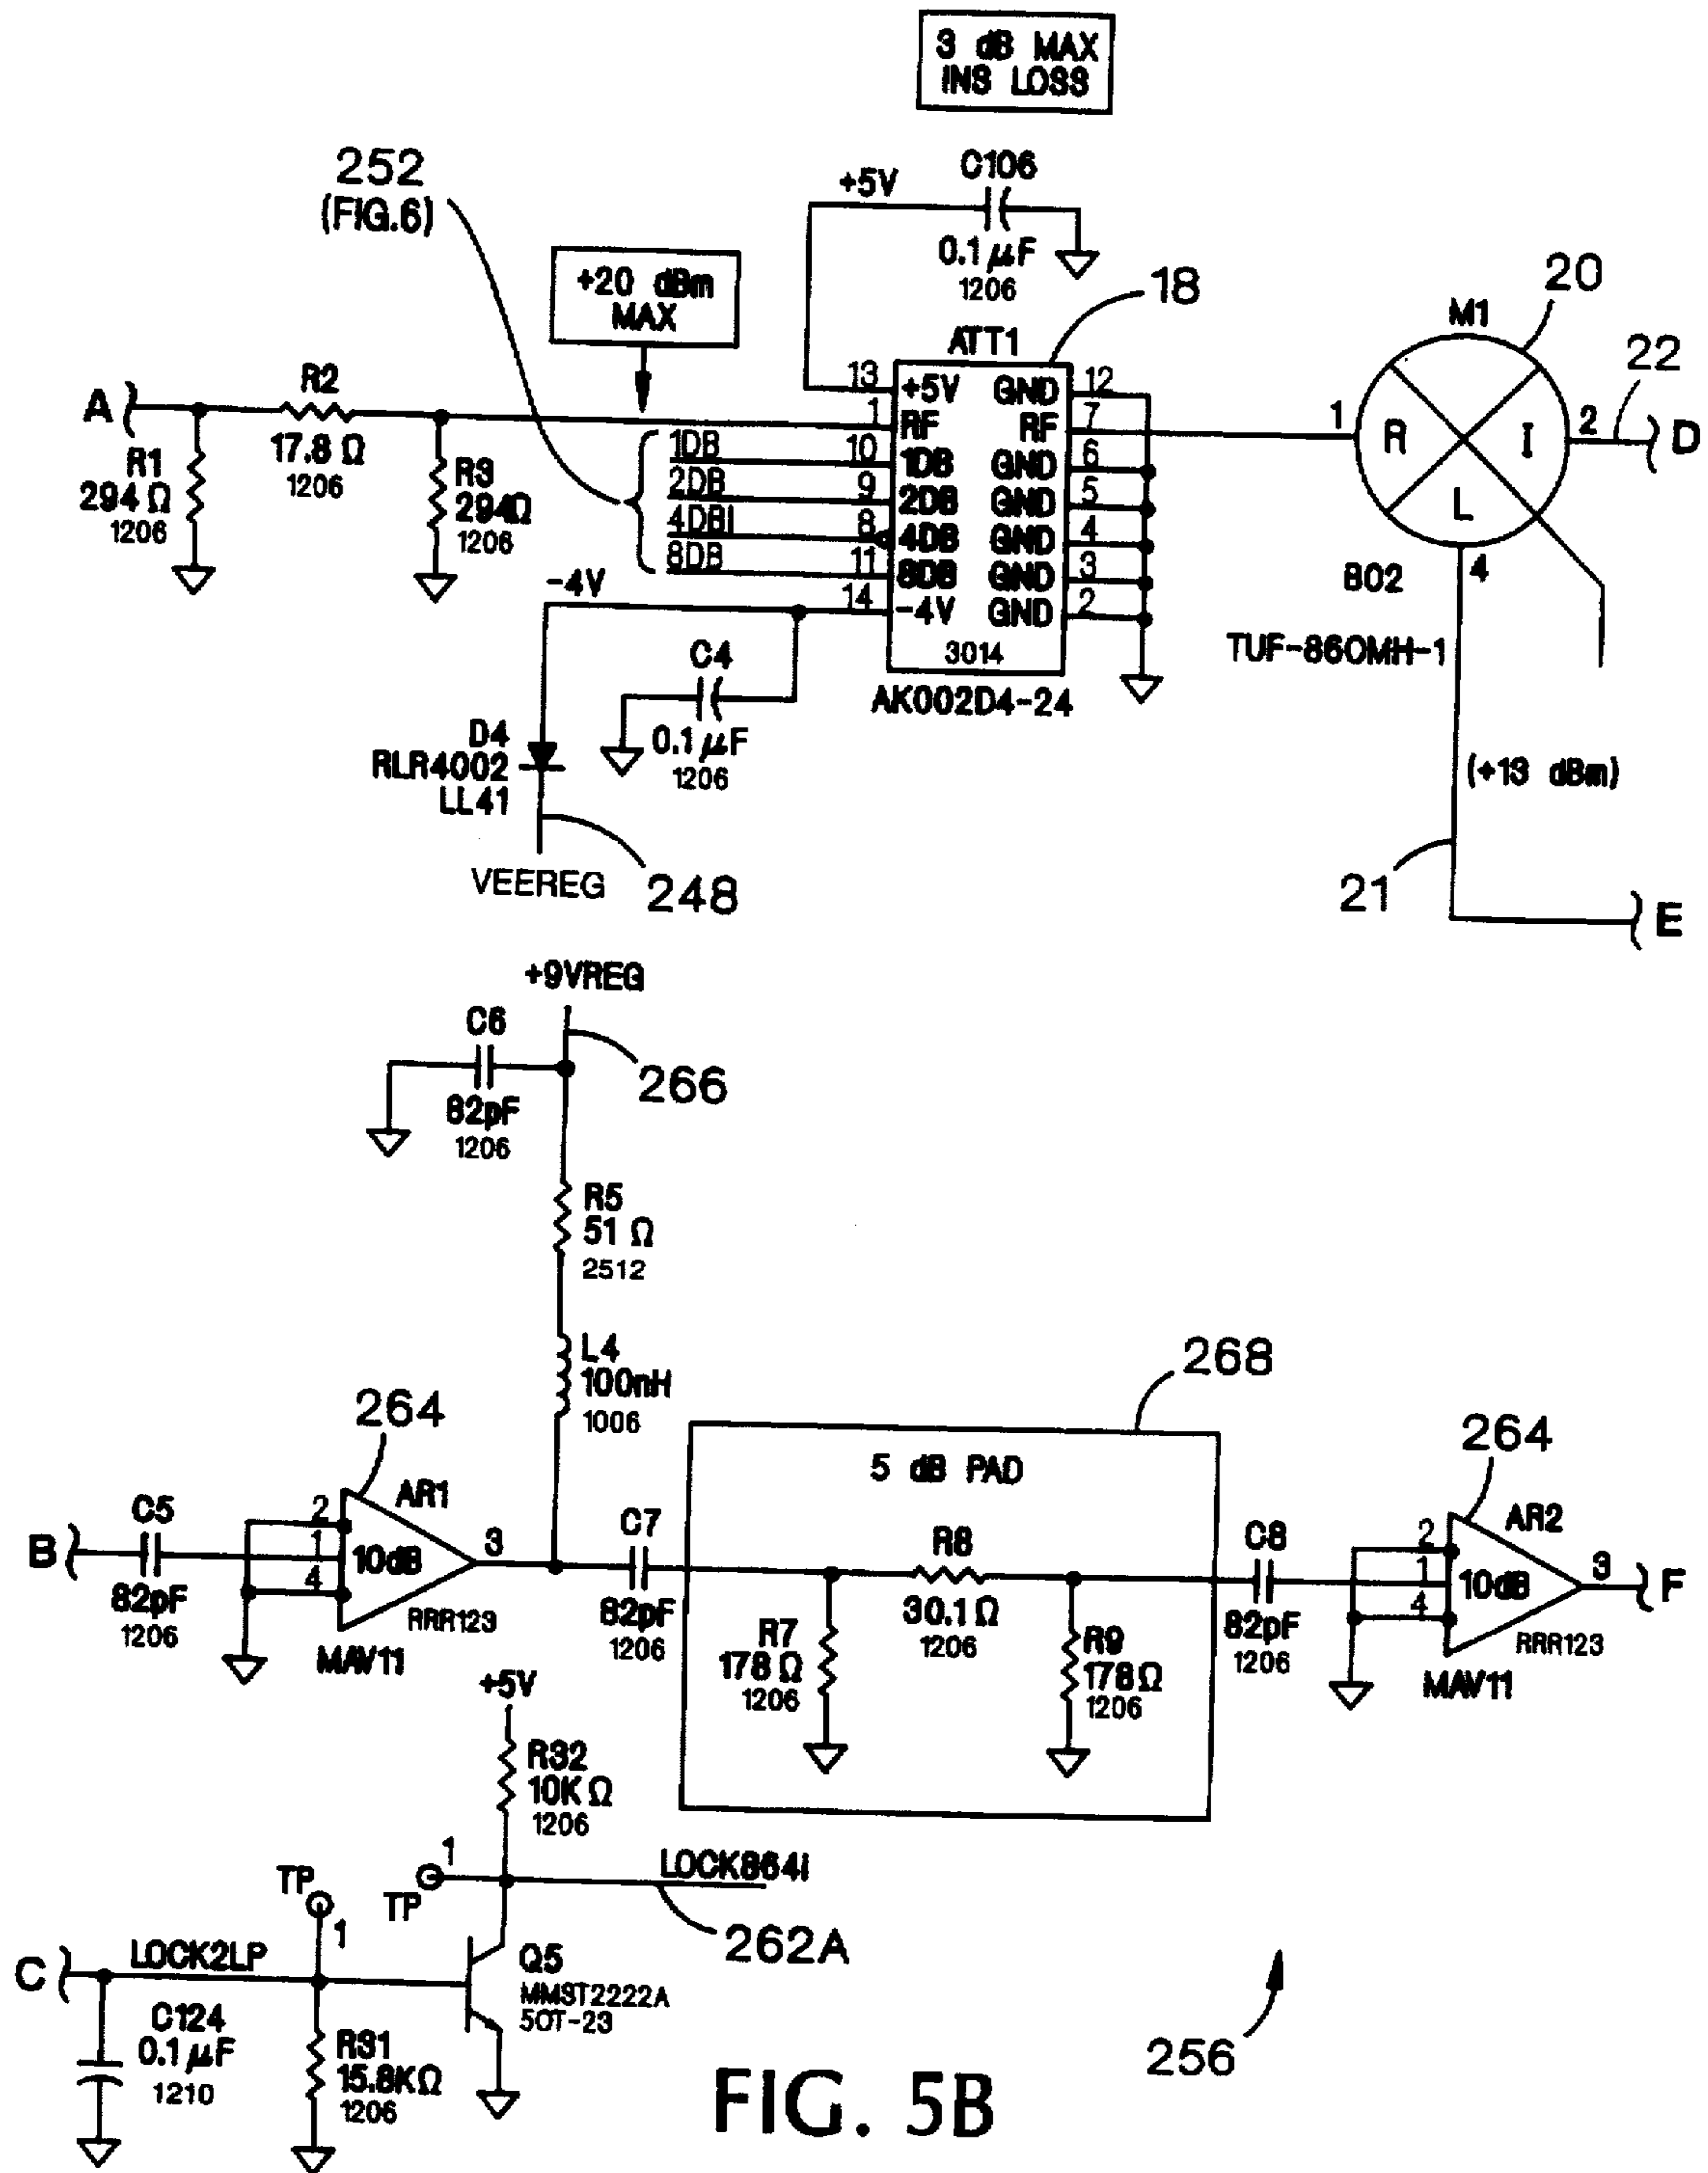 3 dB MAX
INS LOSS
252
(FIG.6)
+5V
C106
0.1 µF
1206
+20 dBm
MAX
18
20
M1
22
ATT1
A
R2
17.8 Ω
1206
R1
294 Ω
1206
R3
294Ω
1206
13 +5V GND 12
1 RF RF 7
1DB 10 1DB GND 6
2DB 9 2DB GND 5
4DBI 8 4DB GND 4
8DB 11 8DB GND 3
-4V 14 -4V GND 2
3014
AK002D4-24
1 R I 2 D
L
4
802
TUF-860MH-1
C4
0.1 µF
1206
D4
RLR4002
LL41
VEEREG
248
(+13 dBm)
21
E
+9VREG
C6
82pF
1206
266
R5
51 Ω
2512
L4
100nH
1006
268
264
264
5 dB PAD
B
C5
82pF
1206
2
1
4
10dB
AR1
3
RRR123
MAV11
C7
82pF
1206
R8
30.1 Ω
1206
R7
178 Ω
1206
R9
178Ω
1206
C8
82pF
1206
2
1
4
10dB
AR2
3
F
RRR123
MAV11
+5V
R32
10K Ω
1206
TP
1
TP
1
LOCK864I
262A
C
LOCK2LP
C124
0.1 µF
1210
R31
15.8KΩ
1206
Q5
MMST2222A
SOT-23
256
FIG. 5B